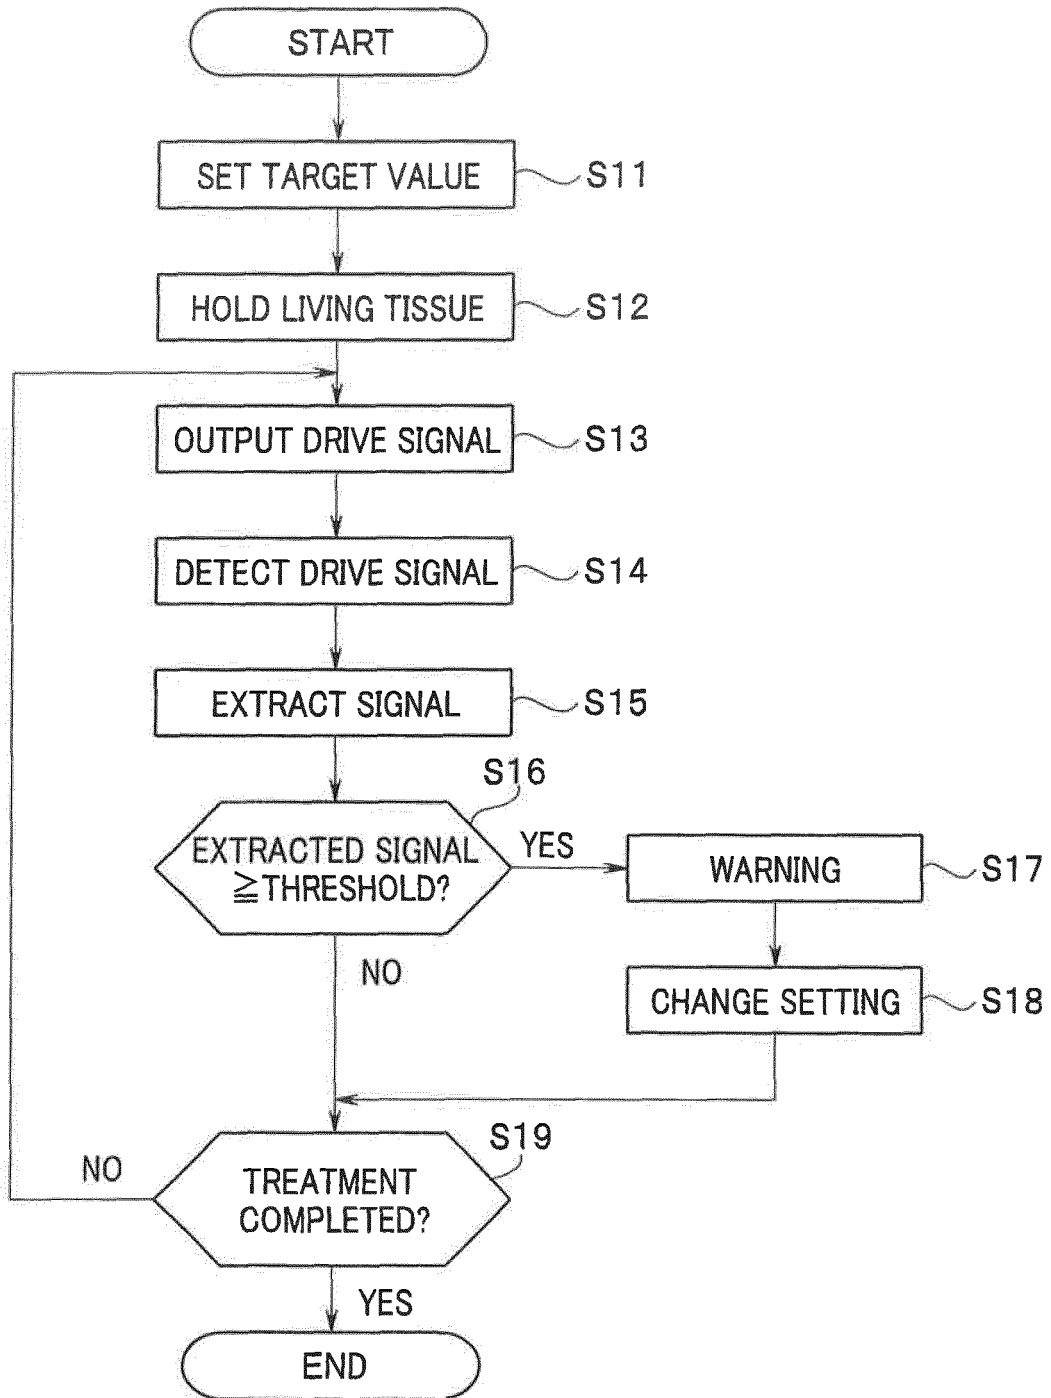 START
SET TARGET VALUE
S11
HOLD LIVING TISSUE
S12
OUTPUT DRIVE SIGNAL
S13
DETECT DRIVE SIGNAL
S14
EXTRACT SIGNAL
S15
S16
EXTRACTED SIGNAL
≧THRESHOLD?
YES
WARNING
S17
NO
CHANGE SETTING
S18
S19
NO
TREATMENT
COMPLETED?
YES
END